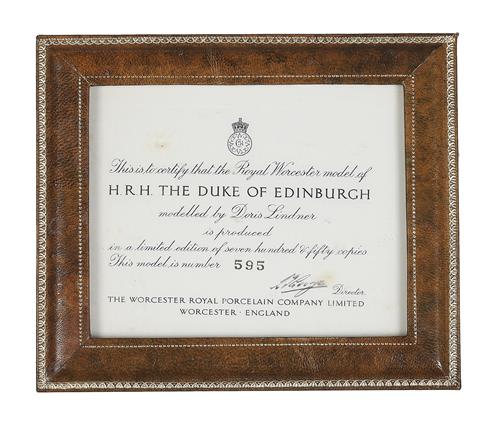 This is to certify that the Royal Worcester model of
H.R.H. THE DUKE OF EDINBURGH
modelled by Doris Lindner
is produced
in a limited edition of seven hundred & fifty copies
This model is number 595
Director.
THE WORCESTER ROYAL PORCELAIN COMPANY LIMITED
WORCESTER · ENGLAND